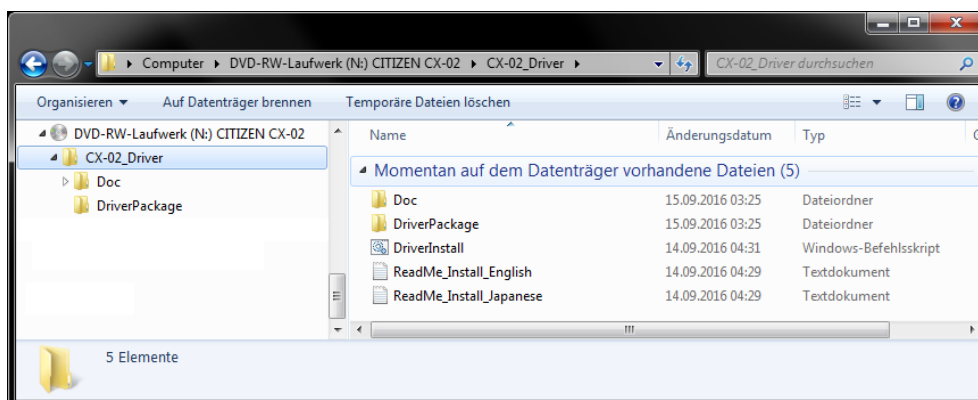 Computer ▸ DVD-RW-Laufwerk (N:) CITIZEN CX-02 ▸ CX-02_Driver ▸ CX-02_Driver durchsuchen
Organisieren Auf Datenträger brennen Temporäre Dateien löschen
DVD-RW-Laufwerk (N:) CITIZEN CX-02
CX-02_Driver
Doc
DriverPackage
Name Änderungsdatum Typ
Momentan auf dem Datenträger vorhandene Dateien (5)
Doc 15.09.2016 03:25 Dateiordner
DriverPackage 15.09.2016 03:25 Dateiordner
DriverInstall 14.09.2016 04:31 Windows-Befehlsskript
ReadMe_Install_English 14.09.2016 04:29 Textdokument
ReadMe_Install_Japanese 14.09.2016 04:29 Textdokument
5 Elemente